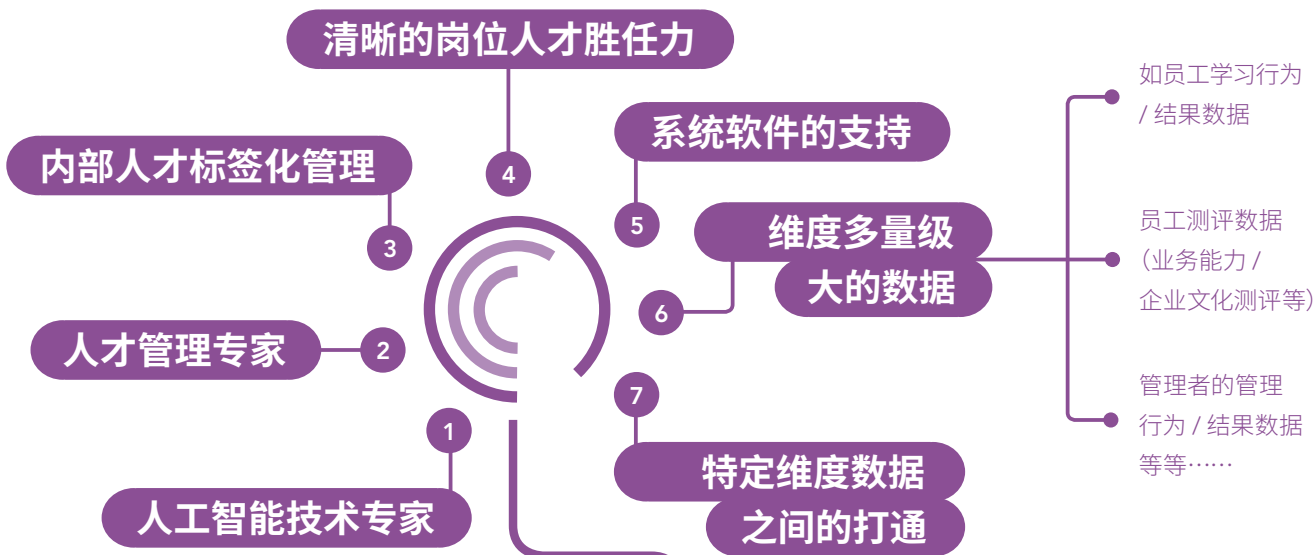 清晰的岗位人才胜任力
系统软件的支持
内部人才标签化管理
4
5
3
维度多量级
大的数据
6
人才管理专家
2
7
1
特定维度数据
之间的打通
人工智能技术专家
如员工学习行为
/ 结果数据
员工测评数据
（业务能力 /
企业文化测评等）
管理者的管理
行为 / 结果数据
等等……